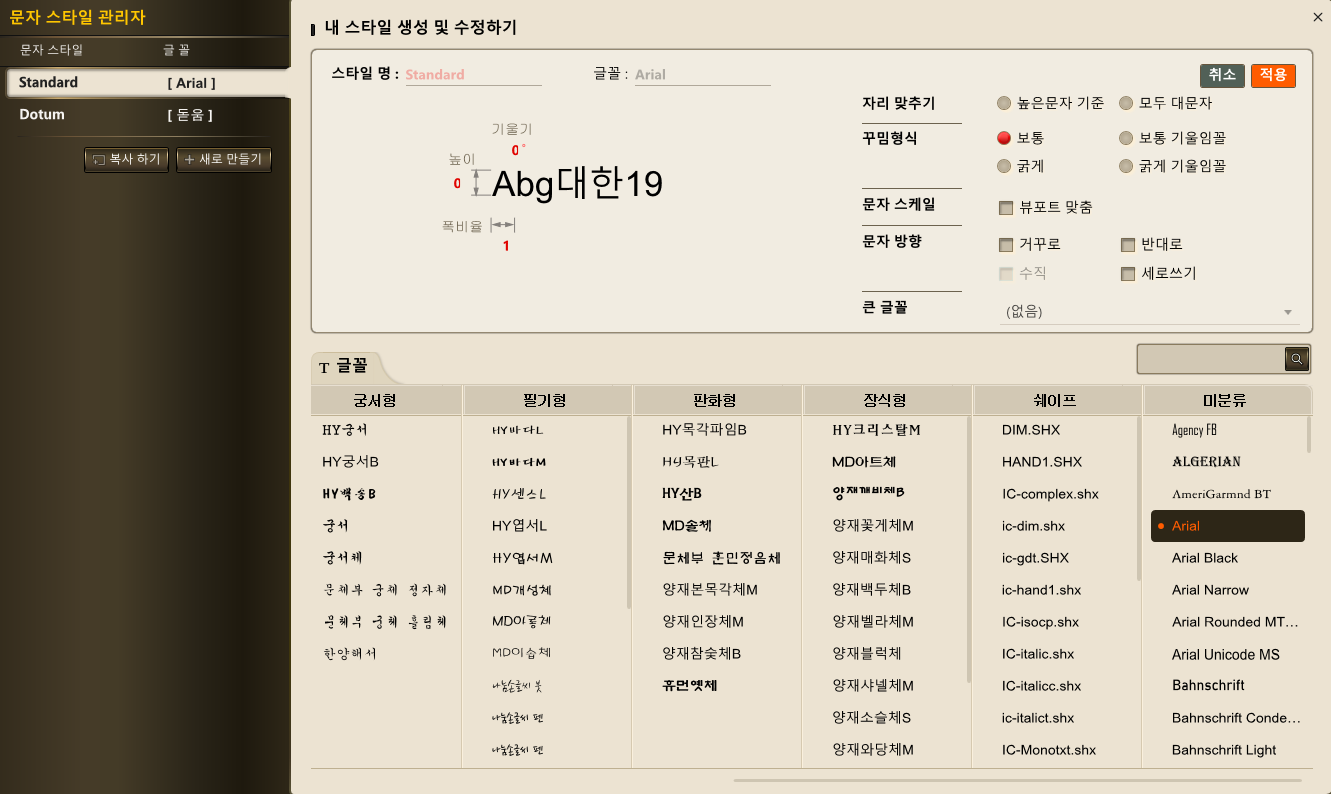 문자 스타일 관리자
문자 스타일 글 꼴
Standard [ Arial ]
Dotum [ 돋움 ]
복사 하기 + 새로 만들기
내 스타일 생성 및 수정하기
스타일 명 : Standard 글꼴 : Arial
취소 적용
기울기
0°
높이
0
Abg대한19
폭비율
1
자리 맞추기 높은문자 기준 모두 대문자
꾸밈형식 보통 보통 기울임꼴
굵게 굵게 기울임꼴
문자 스케일 뷰포트 맞춤
문자 방향 거꾸로 반대로
수직 세로쓰기
큰 글꼴 (없음)
T 글꼴
궁서형 필기형 판화형 장식형 쉐이프 미분류
HY궁서 HY바다L HY목각파임B HY크리스탈M DIM.SHX Agency FB
HY궁서B HY바다M HY목판L MD아트체 HAND1.SHX ALGERIAN
HY백송B HY센스L HY산B 양재깨비체B IC-complex.shx AmeriGarmnd BT
궁서 HY엽서L MD솔체 양재꽃게체M ic-dim.shx Arial
궁서체 HY엽서M 문체부 훈민정음체 양재매화체S ic-gdt.SHX Arial Black
문체부 궁체 정자체 MD개성체 양재본목각체M 양재백두체B ic-hand1.shx Arial Narrow
문체부 궁체 흘림체 MD아롱체 양재인장체M 양재벨라체M IC-isocp.shx Arial Rounded MT...
한양해서 MD이솝체 양재참숯체B 양재블럭체 IC-italic.shx Arial Unicode MS
나눔손글씨 붓 휴먼옛체 양재샤넬체M IC-italicc.shx Bahnschrift
나눔손글씨 펜 양재소슬체S ic-italict.shx Bahnschrift Conde...
나눔손글씨 펜 양재와당체M IC-Monotxt.shx Bahnschrift Light